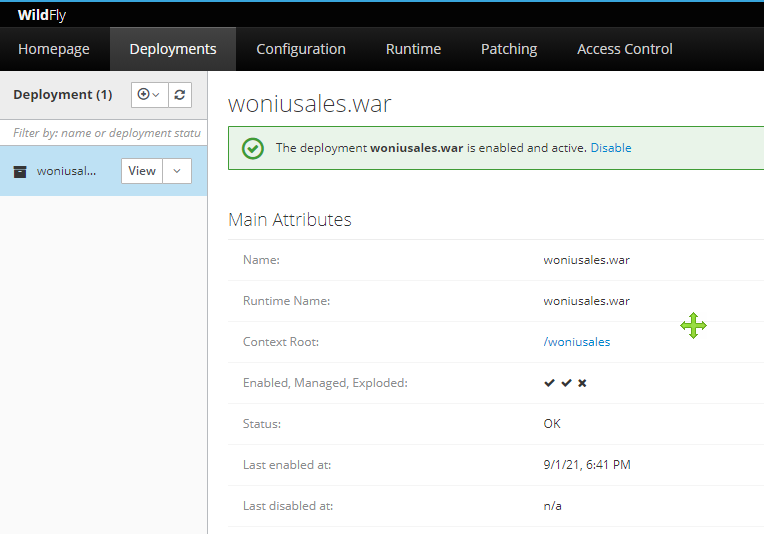 WildFly
Homepage Deployments Configuration Runtime Patching Access Control
Deployment (1)
Filter by: name or deployment statu
woniusal... View
woniusales.war
The deployment woniusales.war is enabled and active. Disable
Main Attributes
Name: woniusales.war
Runtime Name: woniusales.war
Context Root: /woniusales
Enabled, Managed, Exploded:
Status: OK
Last enabled at: 9/1/21, 6:41 PM
Last disabled at: n/a